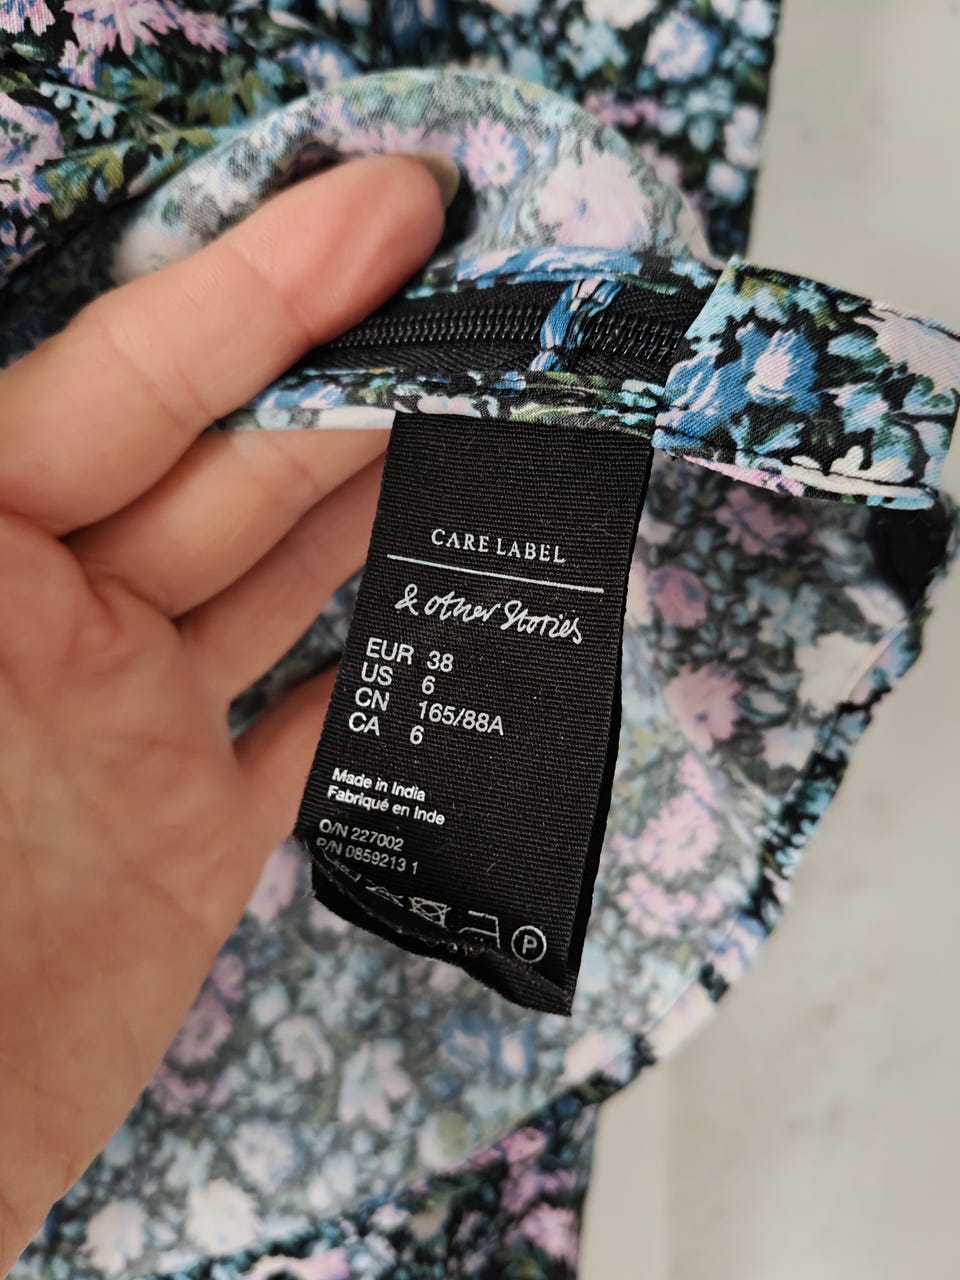 CARE LABEL
& other Stories
EUR 38
US 6
CN 165/88A
CA 6
Made in India
Fabriqué en Inde
O/N 227002
P/N 0859213 1
P